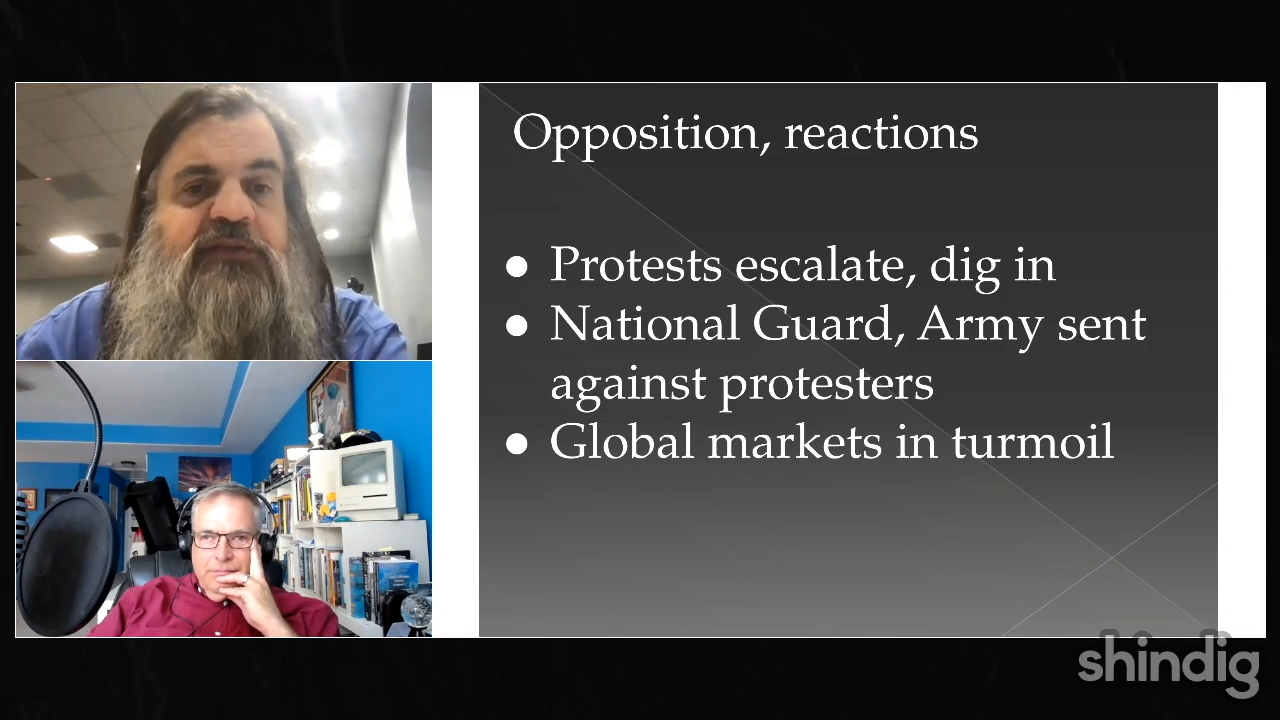 Opposition, reactions
● Protests escalate, dig in
● National Guard, Army sent
against protesters
● Global markets in turmoil
shindig